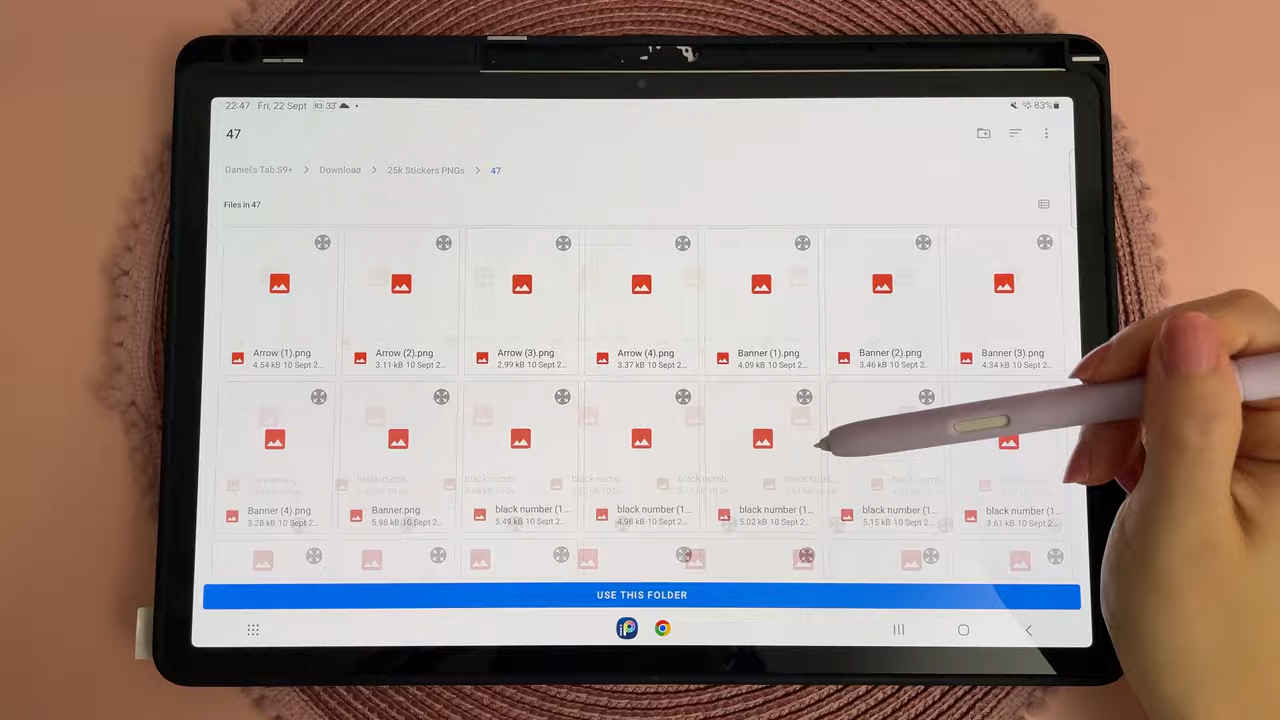 22:47 Fri, 22 Sept 83 33° 83%
47
Daniel's Tab S9+ > Download > 25k Stickers PNGs > 47
Files in 47
Arrow (1).png Arrow (2).png Arrow (3).png Arrow (4).png Banner (1).png Banner (2).png Banner (3).png
4.54 kB 10 Sept 2... 3.11 kB 10 Sept 2... 2.99 kB 10 Sept 2... 3.37 kB 10 Sept 2... 4.09 kB 10 Sept 2... 3.46 kB 10 Sept 2... 4.34 kB 10 Sept 2...
Banner (4).png Banner.png black number (1... black number (1... black number (1... black number (1... black number (1...
3.28 kB 10 Sept 2... 5.98 kB 10 Sept 2... 5.49 kB 10 Sept 2... 4.98 kB 10 Sept 2... 5.02 kB 10 Sept 2... 5.15 kB 10 Sept 2... 3.61 kB 10 Sept 2...
USE THIS FOLDER